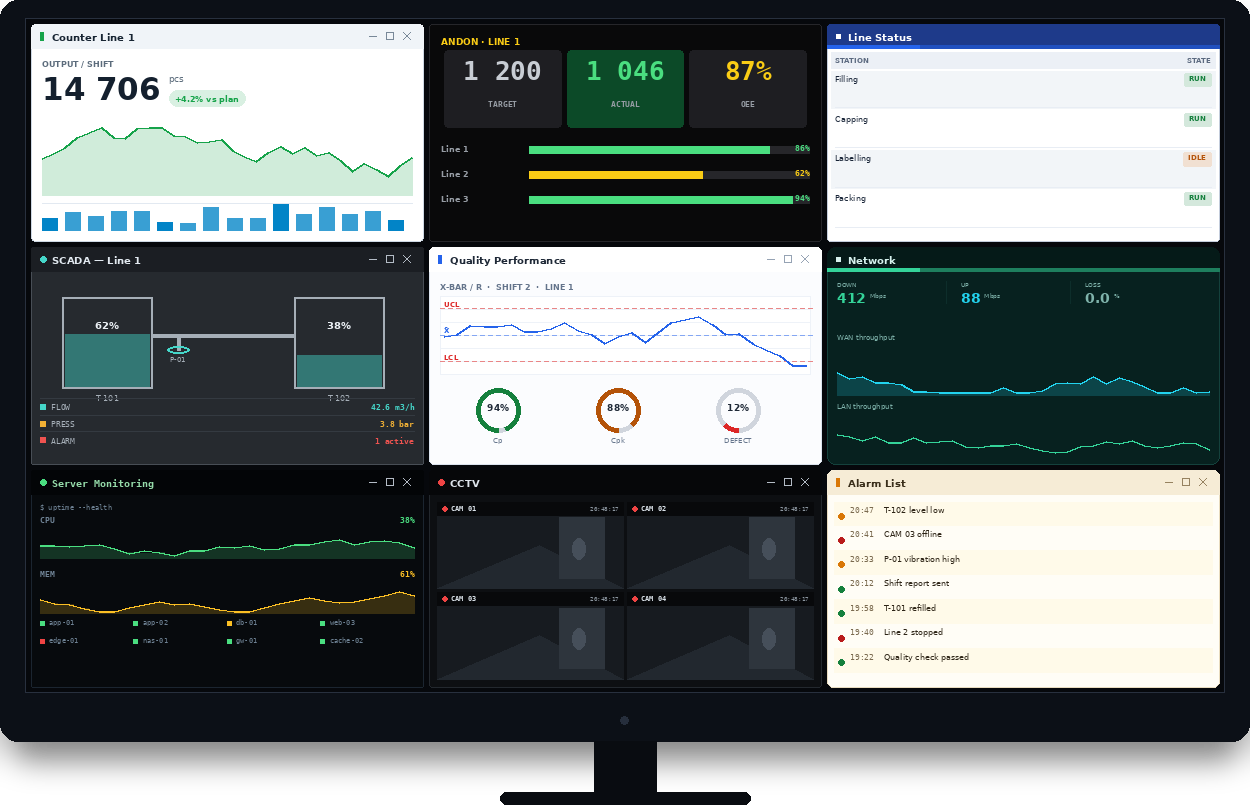 Counter Line 1
OUTPUT / SHIFT
14 706 pcs
+4.2% vs plan
ANDON · LINE 1
1 200 1 046 87%
TARGET ACTUAL OEE
Line 1 86%
Line 2 62%
Line 3 94%
Line Status
STATION STATE
Filling RUN
Capping RUN
Labelling IDLE
Packing RUN
SCADA — Line 1
62% 38%
P-01
T-101 T-102
FLOW 42.6 m3/h
PRESS 3.8 bar
ALARM 1 active
Quality Performance
X-BAR / R · SHIFT 2 · LINE 1
UCL
X̄
LCL
94% 88% 12%
Cp Cpk DEFECT
Network
DOWN UP LOSS
412 Mbps 88 Mbps 0.0 %
WAN throughput
LAN throughput
Server Monitoring
$ uptime --health
CPU 38%
MEM 61%
app-01 app-02 db-01 web-03
edge-01 nas-01 gw-01 cache-02
CCTV
CAM 01 20:48:17 CAM 02 20:48:17
CAM 03 20:48:17 CAM 04 20:48:17
Alarm List
20:47 T-102 level low
20:41 CAM 03 offline
20:33 P-01 vibration high
20:12 Shift report sent
19:58 T-101 refilled
19:40 Line 2 stopped
19:22 Quality check passed